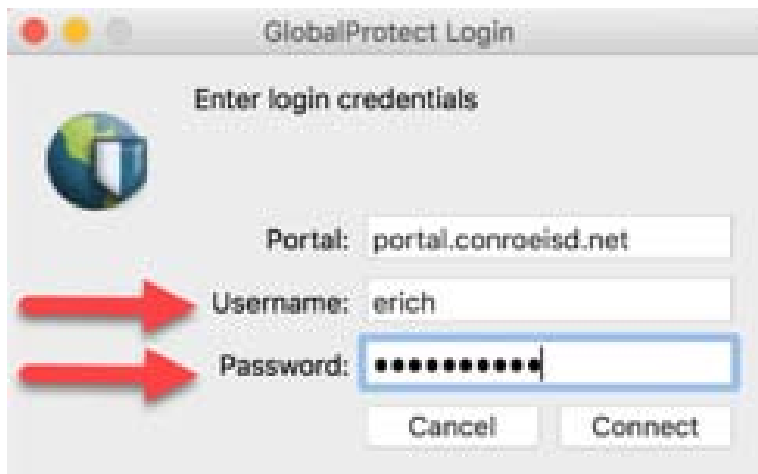 GlobalProtect Login
Enter login credentials
Portal: portal.conroeisd.net
Username: erich
Password: ••••••••••
Cancel Connect